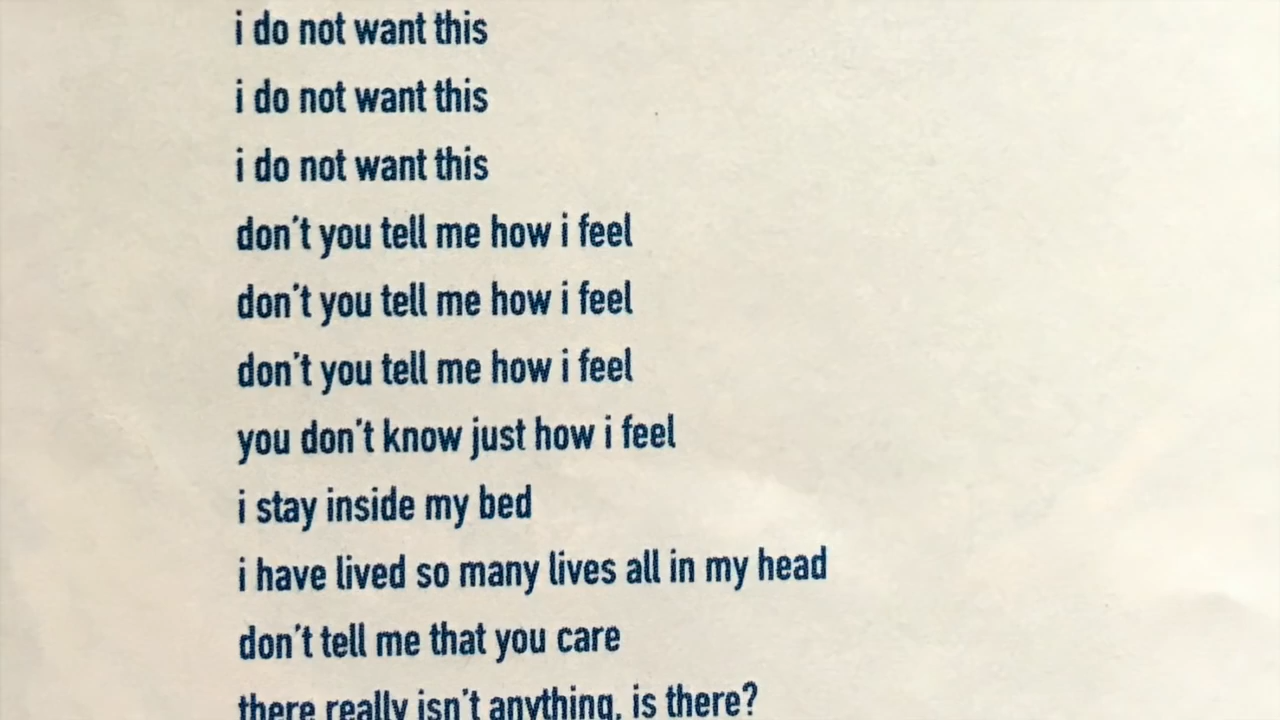 i do not want this
i do not want this
i do not want this
don't you tell me how i feel
don't you tell me how i feel
don't you tell me how i feel
you don't know just how i feel
i stay inside my bed
i have lived so many lives all in my head
don't tell me that you care
there really isn't anything, is there?